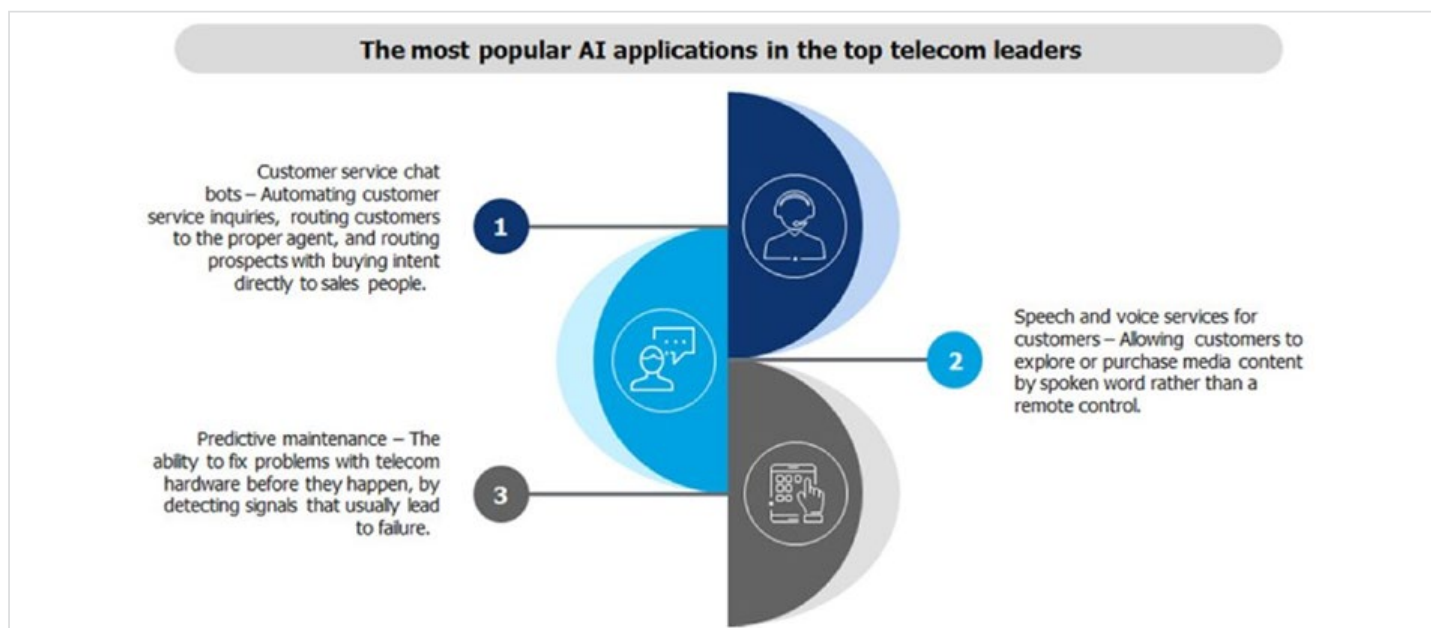 The most popular AI applications in the top telecom leaders
Customer service chat
bots – Automating customer
service inquiries, routing customers
to the proper agent, and routing
prospects with buying intent
directly to sales people.
1
Speech and voice services for
customers – Allowing customers to
explore or purchase media content
by spoken word rather than a
remote control.
2
Predictive maintenance – The
ability to fix problems with telecom
hardware before they happen, by
detecting signals that usually lead
to failure.
3